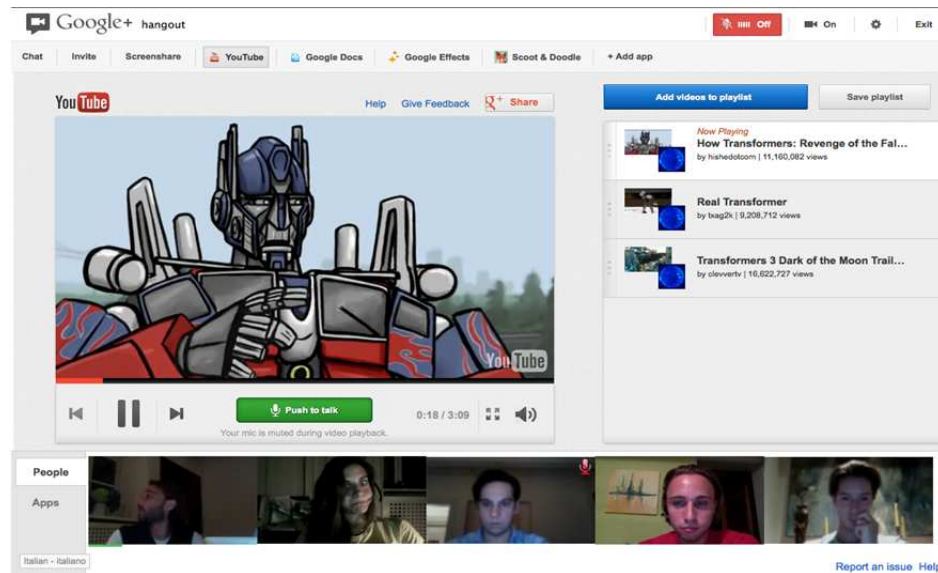 Google+ hangout
Off
On
Exit
Chat
Invite
Screenshare
YouTube
Google Docs
Google Effects
Scoot & Doodle
+ Add app
YouTube
Help
Give Feedback
g+ Share
YouTube
Push to talk
0:18 / 3:09
Your mic is muted during video playback.
Add videos to playlist
Save playlist
Now Playing
How Transformers: Revenge of the Fal...
by hishedotcom | 11,160,082 views
Real Transformer
by txag2k | 9,208,712 views
Transformers 3 Dark of the Moon Trail...
by clevvertv | 16,622,727 views
People
Apps
Italian - italiano
Report an issue Help